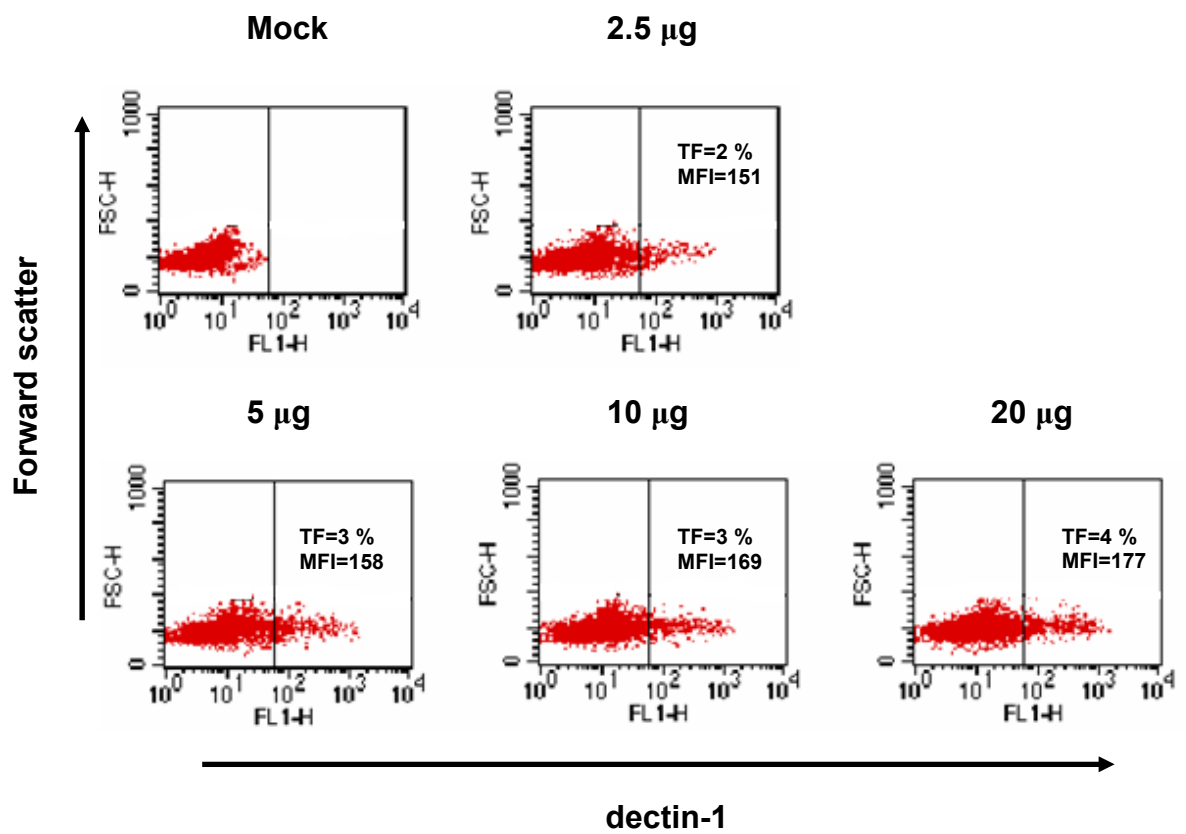 Mock
2.5 µg
1000
FSC-H
0
10⁰ 10¹ 10² 10³ 10⁴
FL1-H
1000
FSC-H
0
TF=2 %
MFI=151
10⁰ 10¹ 10² 10³ 10⁴
FL1-H
Forward scatter
5 µg
10 µg
20 µg
1000
FSC-H
0
TF=3 %
MFI=158
10⁰ 10¹ 10² 10³ 10⁴
FL1-H
1000
FSC-H
0
TF=3 %
MFI=169
10⁰ 10¹ 10² 10³ 10⁴
FL1-H
1000
FSC-H
0
TF=4 %
MFI=177
10⁰ 10¹ 10² 10³ 10⁴
FL1-H
dectin-1